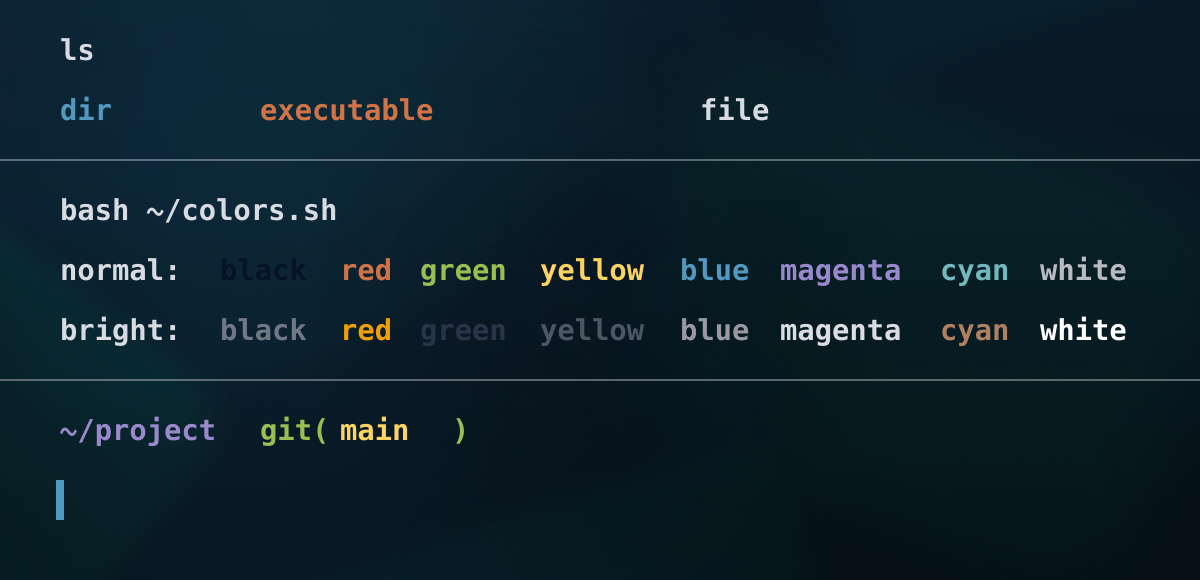 ls
dir executable file
bash ~/colors.sh
normal: black red green yellow blue magenta cyan white
bright: black red green yellow blue magenta cyan white
~/project git( main )